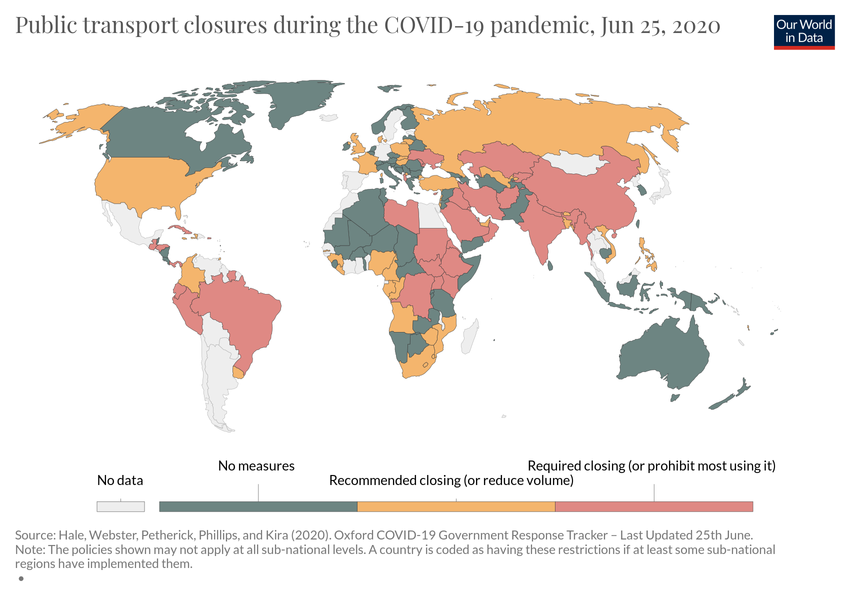 Public transport closures during the COVID-19 pandemic, Jun 25, 2020
Our World
in Data
No data
No measures
Recommended closing (or reduce volume)
Required closing (or prohibit most using it)
Source: Hale, Webster, Petherick, Phillips, and Kira (2020). Oxford COVID-19 Government Response Tracker – Last Updated 25th June.
Note: The policies shown may not apply at all sub-national levels. A country is coded as having these restrictions if at least some sub-national
regions have implemented them.